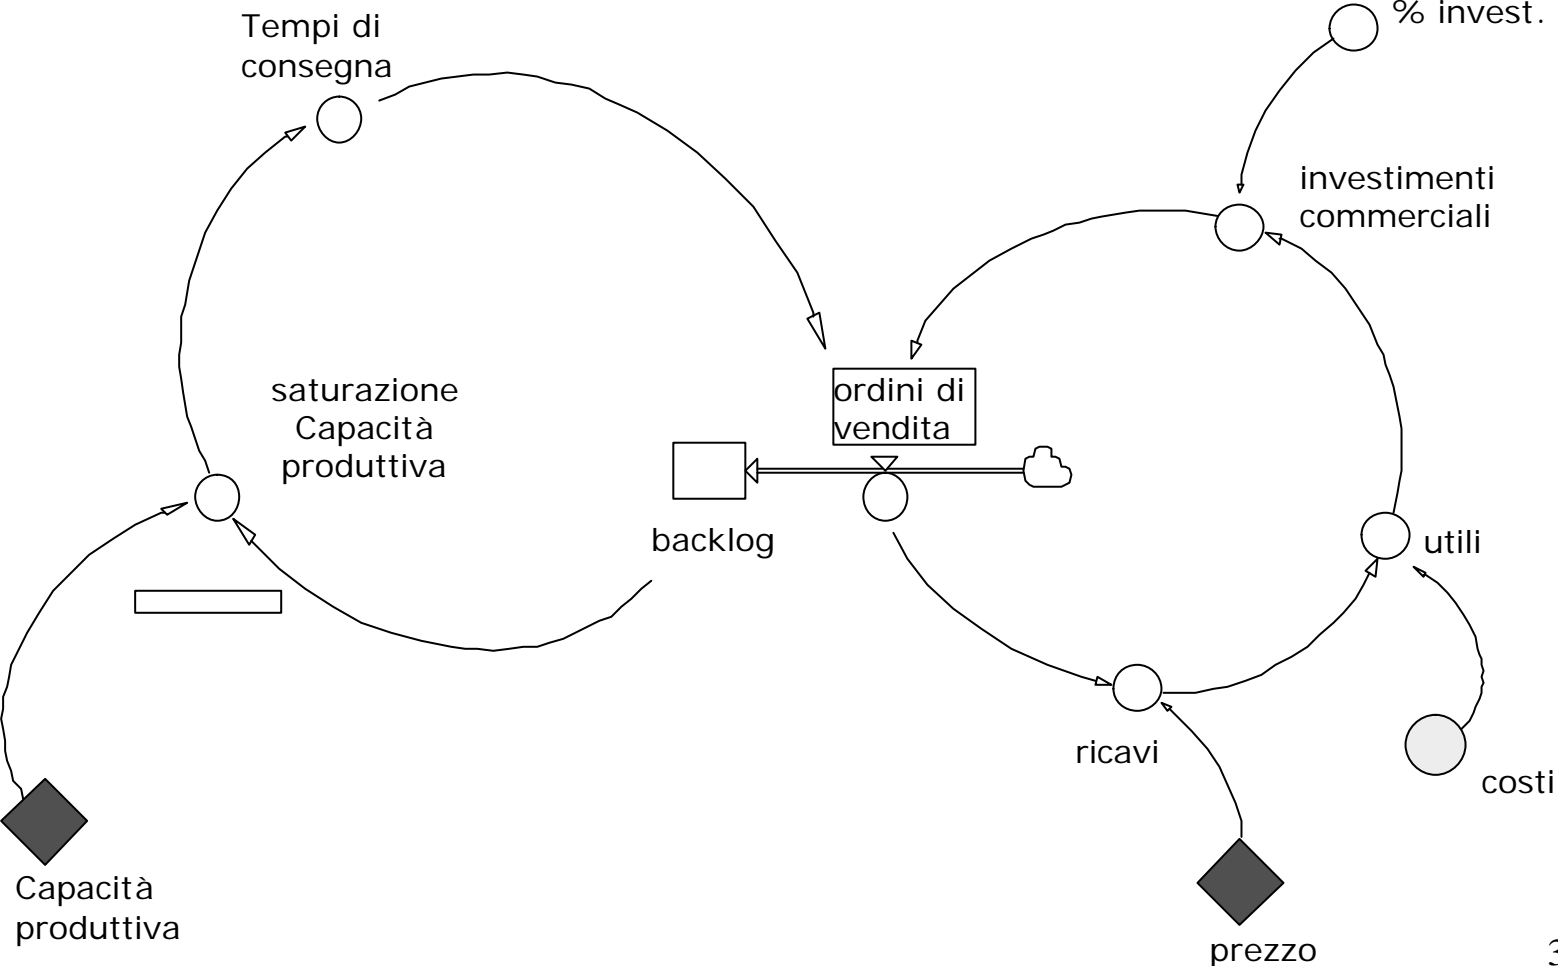 Tempi di
consegna
% invest.
investimenti
commerciali
saturazione
Capacità
produttiva
ordini di
vendita
backlog
utili
ricavi
costi
Capacità
produttiva
prezzo